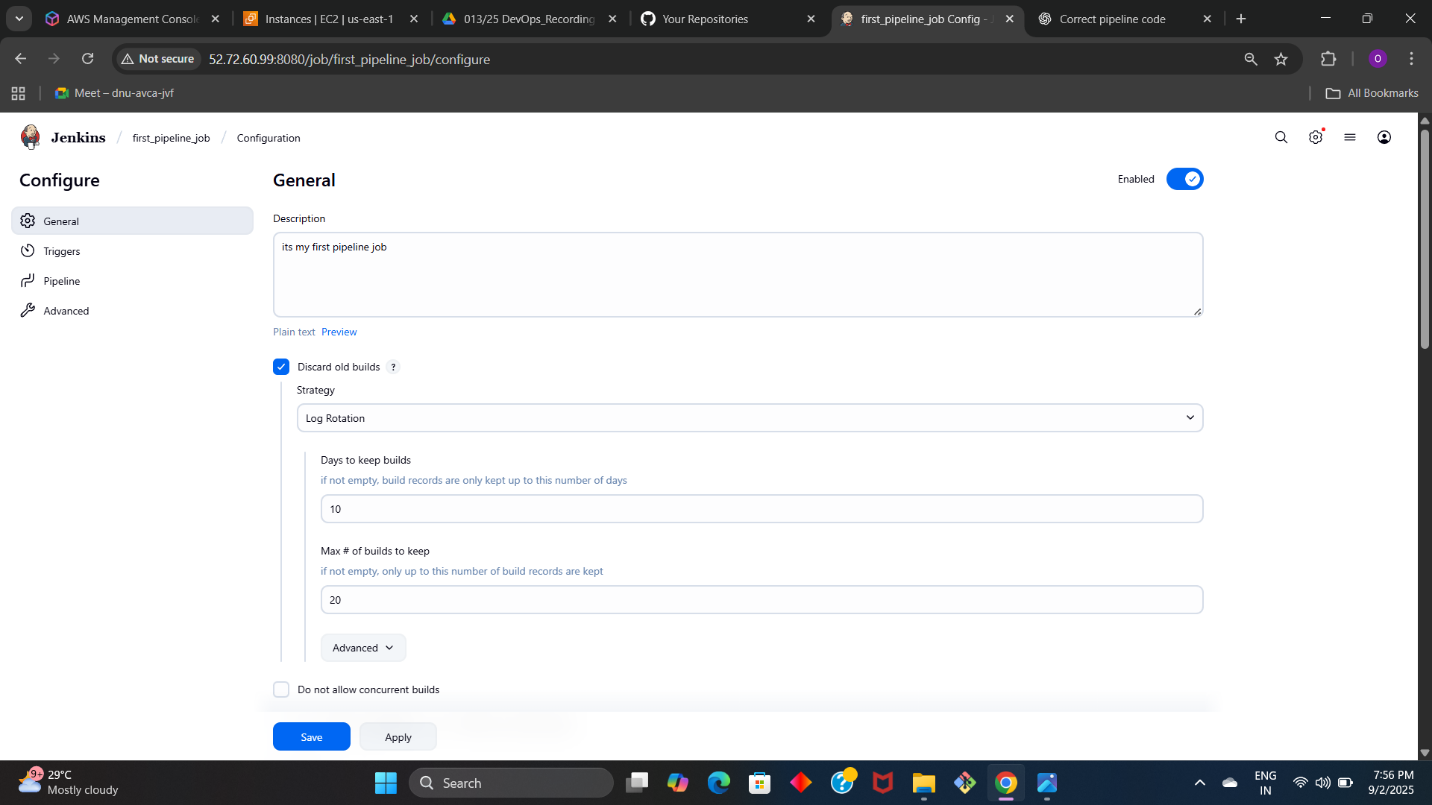 AWS Management Console
Instances | EC2 | us-east-1
013/25 DevOps_Recording
Your Repositories
first_pipeline_job Config -
Correct pipeline code
Not secure
52.72.60.99:8080/job/first_pipeline_job/configure
O
Meet – dnu-avca-jvf
All Bookmarks
Jenkins / first_pipeline_job / Configuration
Configure
General
Triggers
Pipeline
Advanced
General
Enabled
Description
its my first pipeline job
Plain text Preview
Discard old builds ?
Strategy
Log Rotation
Days to keep builds
if not empty, build records are only kept up to this number of days
10
Max # of builds to keep
if not empty, only up to this number of build records are kept
20
Advanced
Do not allow concurrent builds
Save
Apply
9+
29°C
Mostly cloudy
Search
ENG
IN
7:56 PM
9/2/2025